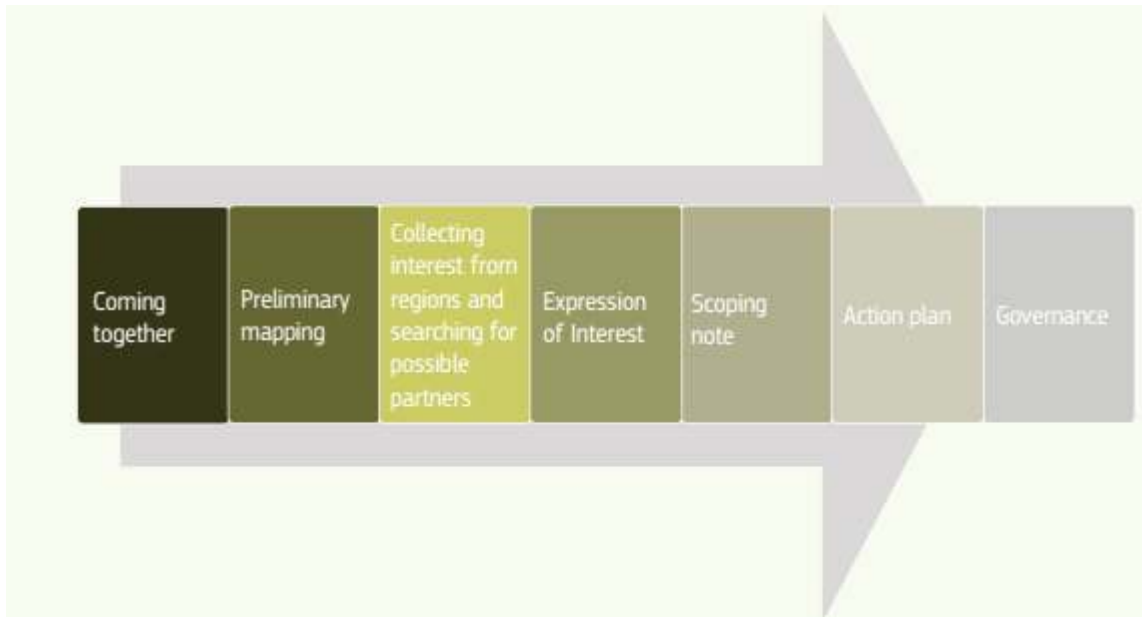 Coming
together
Preliminary
mapping
Collecting
interest from
regions and
searching for
possible
partners
Expression
of Interest
Scoping
note
Action plan
Governance